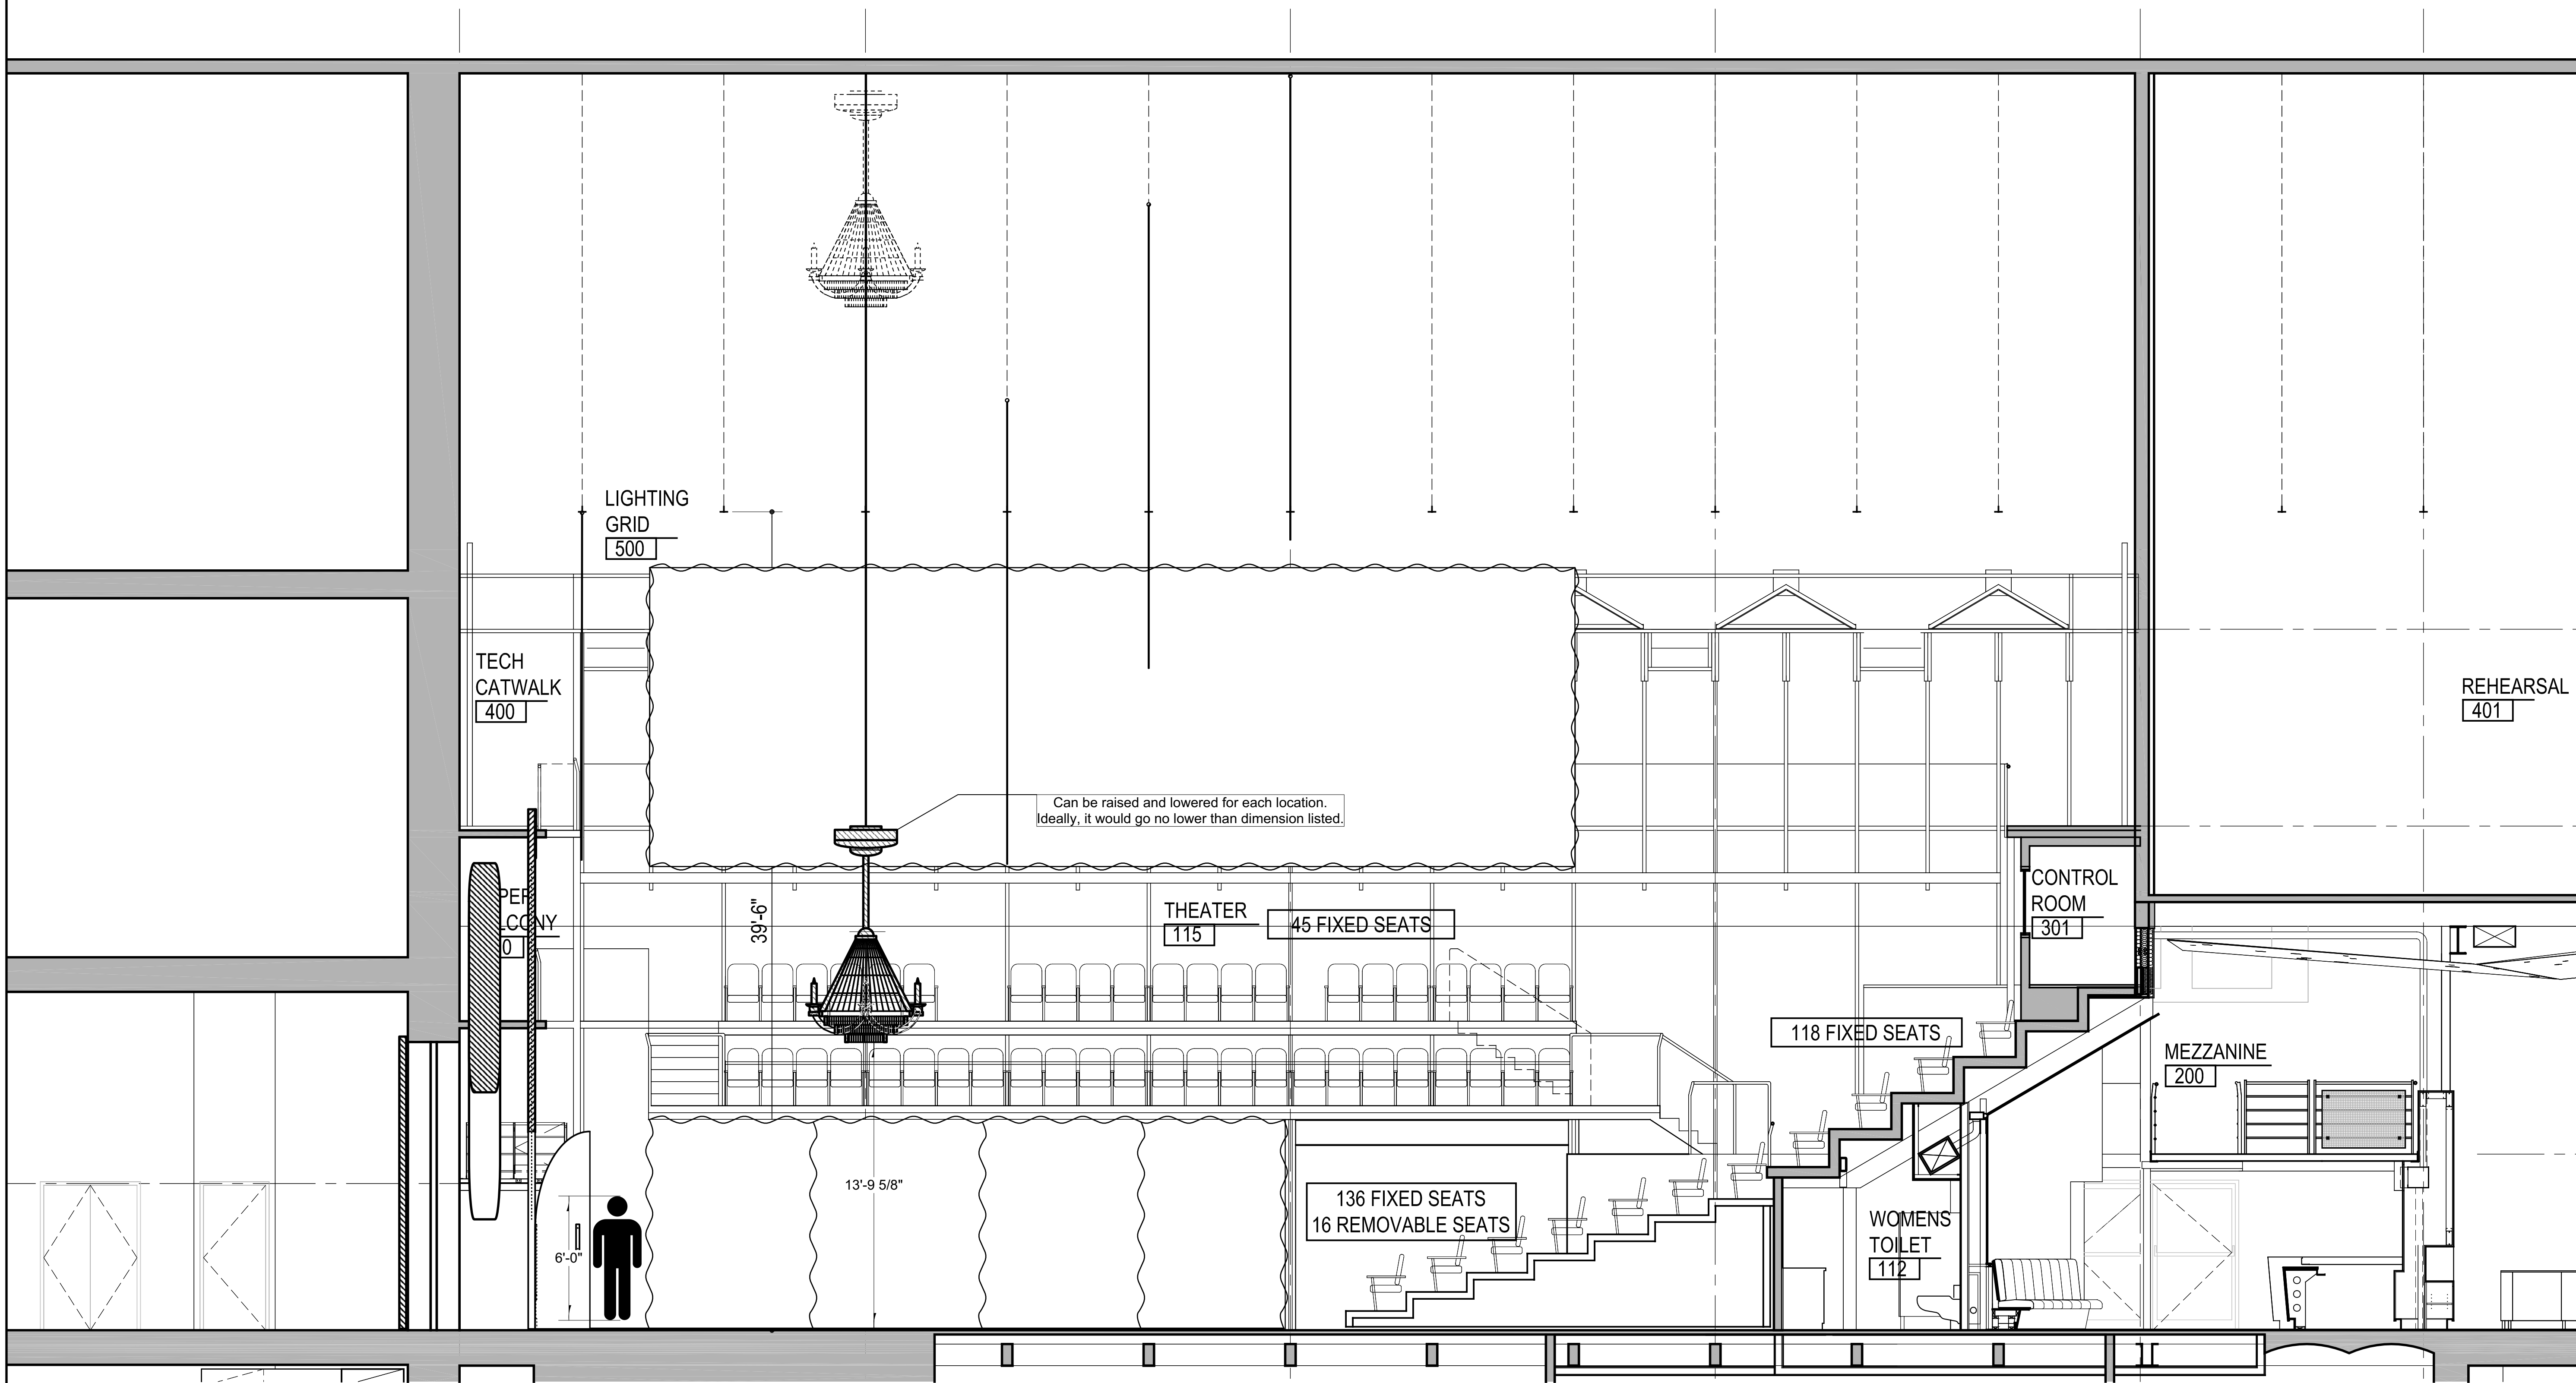 LIGHTING
GRID
500
TECH
CATWALK
400
REHEARSAL
401
Can be raised and lowered for each location.
Ideally, it would go no lower than dimension listed.
CONTROL
ROOM
301
39'-6"
THEATER
115
45 FIXED SEATS
118 FIXED SEATS
MEZZANINE
200
13'-9 5/8"
136 FIXED SEATS
16 REMOVABLE SEATS
6'-0"
WOMENS
TOILET
112